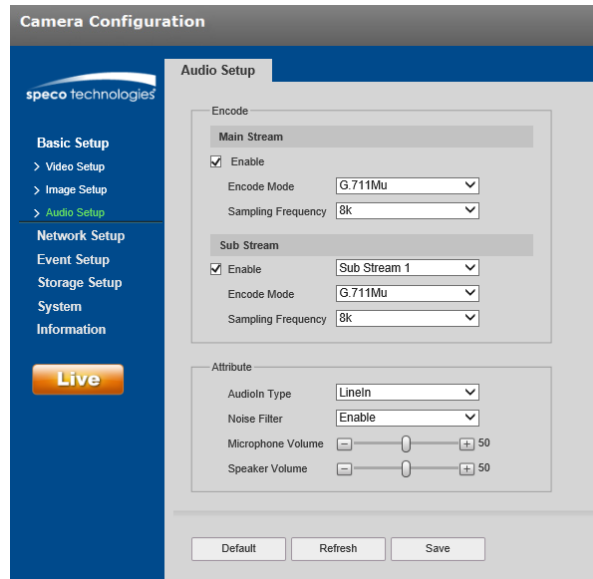 Camera Configuration
speco technologies
Basic Setup
> Video Setup
> Image Setup
> Audio Setup
Network Setup
Event Setup
Storage Setup
System
Information
Live
Audio Setup
Encode
Main Stream
Enable
Encode Mode G.711Mu
Sampling Frequency 8k
Sub Stream
Enable Sub Stream 1
Encode Mode G.711Mu
Sampling Frequency 8k
Attribute
AudioIn Type LineIn
Noise Filter Enable
Microphone Volume − + 50
Speaker Volume − + 50
Default Refresh Save